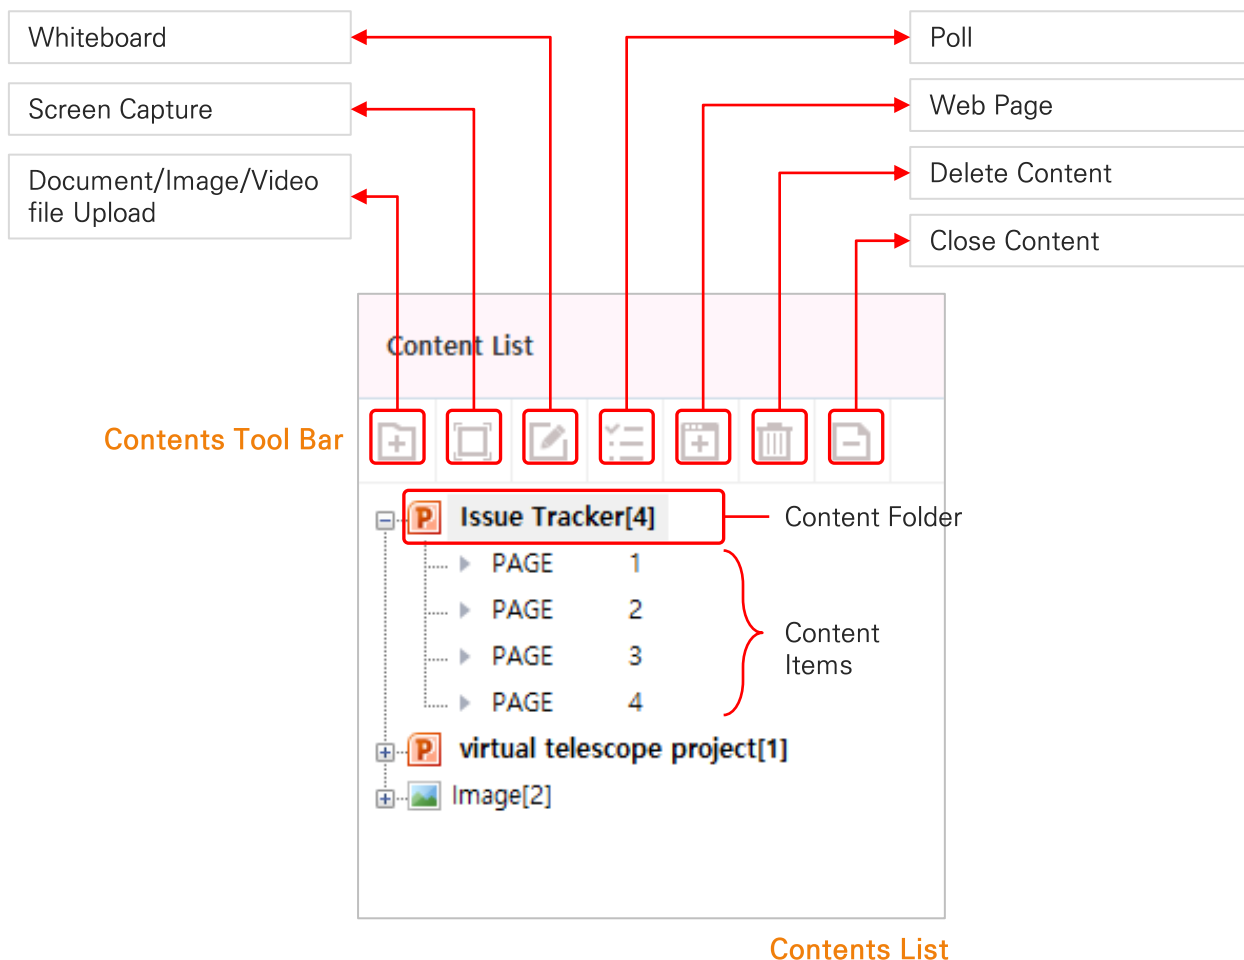 Whiteboard
Screen Capture
Document/Image/Video
file Upload
Poll
Web Page
Delete Content
Close Content
Content List
Contents Tool Bar
P Issue Tracker[4]
Content Folder
PAGE 1
PAGE 2
PAGE 3
PAGE 4
Content
Items
P virtual telescope project[1]
Image[2]
Contents List